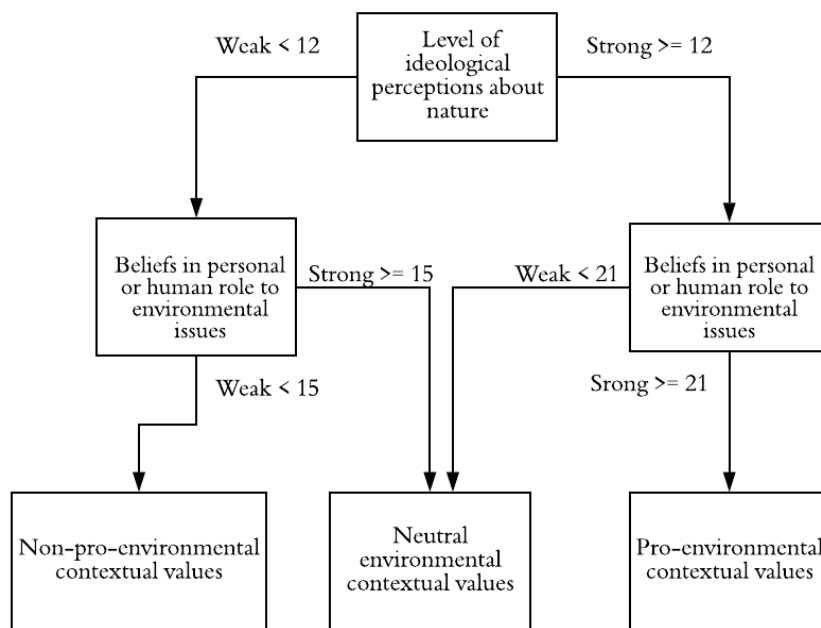 Weak < 12
Level of
ideological
perceptions about
nature
Strong >= 12
Beliefs in personal
or human role to
environmental
issues
Strong >= 15
Weak < 21
Beliefs in personal
or human role to
environmental
issues
Weak < 15
Srong >= 21
Non-pro-environmental
contextual values
Neutral
environmental
contextual values
Pro-environmental
contextual values